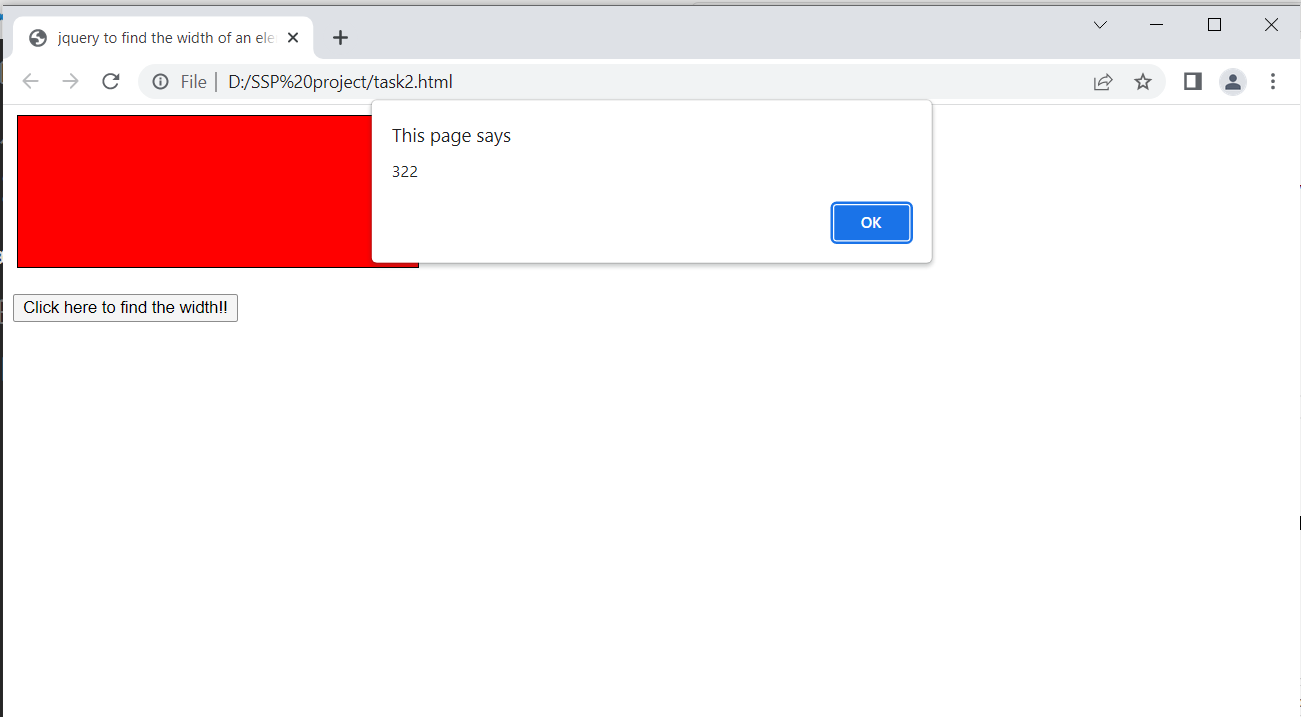 jquery to find the width of an ele
File | D:/SSP%20project/task2.html
This page says
322
OK
Click here to find the width!!